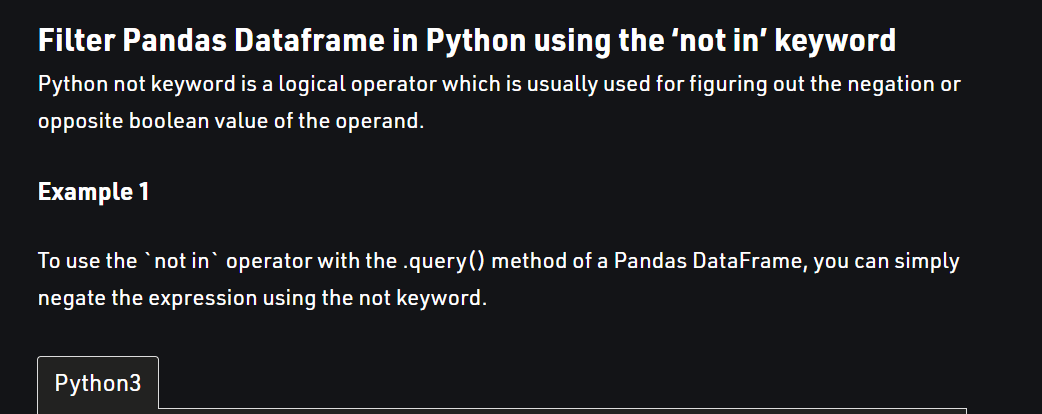 Filter Pandas Dataframe in Python using the ‘not in’ keyword
Python not keyword is a logical operator which is usually used for figuring out the negation or
opposite boolean value of the operand.
Example 1
To use the `not in` operator with the .query() method of a Pandas DataFrame, you can simply
negate the expression using the not keyword.
Python3